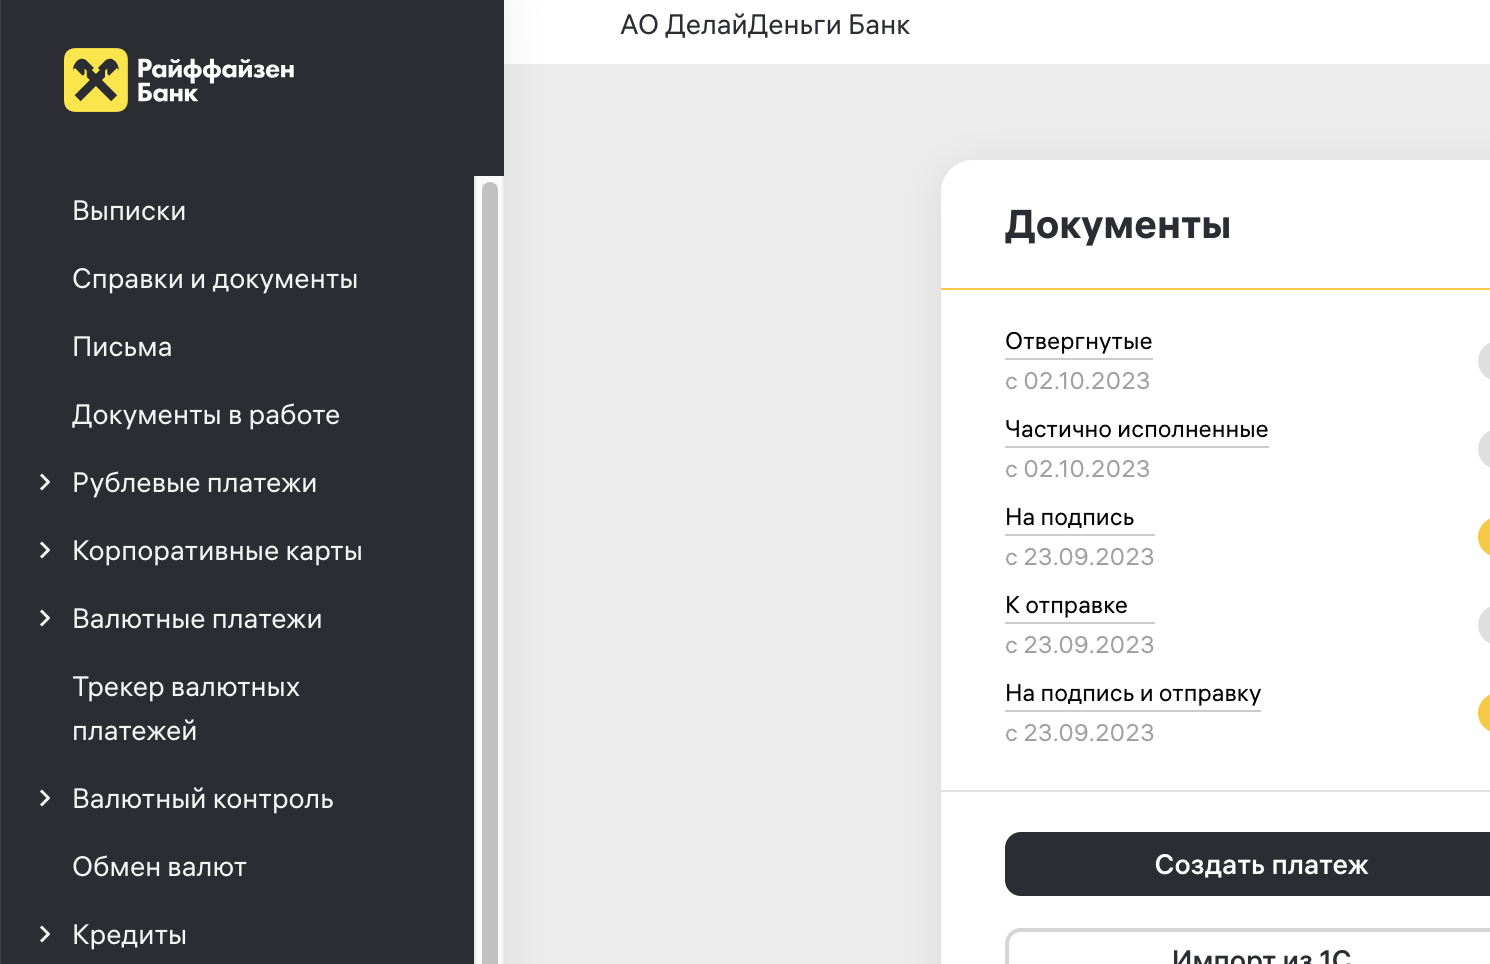 АО ДелайДеньги Банк
Райффайзен
Банк
Выписки
Справки и документы
Письма
Документы в работе
Рублевые платежи
Корпоративные карты
Валютные платежи
Трекер валютных
платежей
Валютный контроль
Обмен валют
Кредиты
Документы
Отвергнутые
с 02.10.2023
Частично исполненные
с 02.10.2023
На подпись
с 23.09.2023
К отправке
с 23.09.2023
На подпись и отправку
с 23.09.2023
Создать платеж
Импорт из 1С